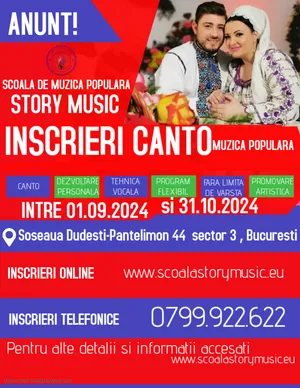 ANUNT!
SCOALA DE MUZICA POPULARA
STORY MUSIC
INSCRIERI CANTO MUZICA POPULARA
CANTO
DEZVOLTARE PERSONALA
TEHNICA VOCALA
PROGRAM FLEXIBIL
FARA LIMITA DE VARSTA
PROMOVARE ARTISTICA
INTRE 01.09.2024 si 31.10.2024
Soseaua Dudesti-Pantelimon 44 sector 3, Bucuresti
INSCRIERI ONLINE www.scoalastorymusic.eu
INSCRIERI TELEFONICE 0799.922.622
Pentru alte detalii si informatii accesati
www.scoalastorymusic.eu